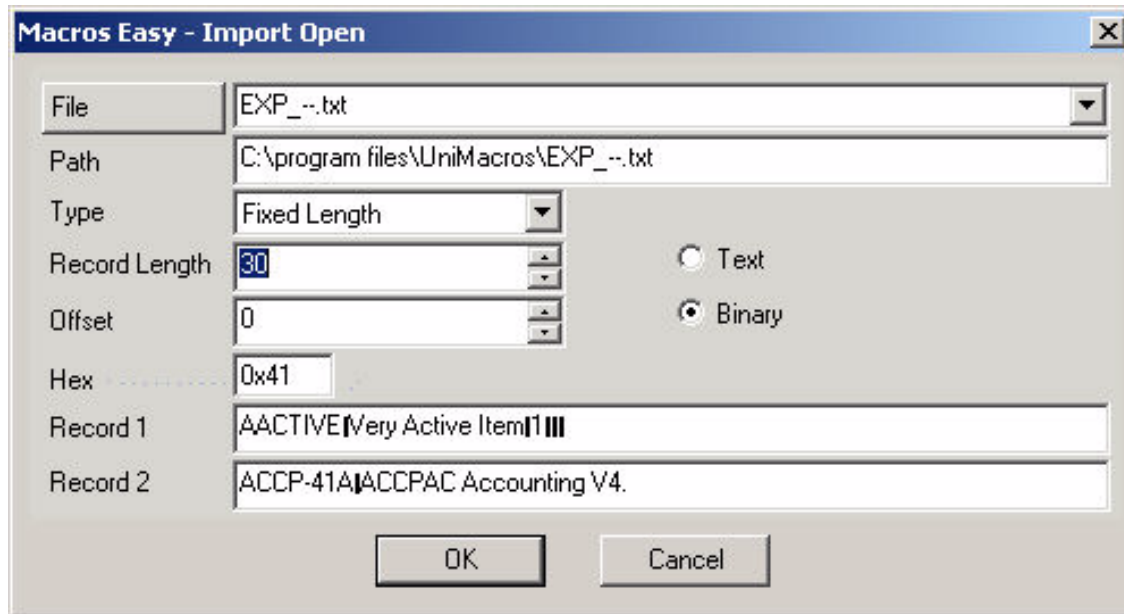 Macros Easy - Import Open
File EXP_--.txt
Path C:\program files\UniMacros\EXP_--.txt
Type Fixed Length
Record Length 30 Text
Offset 0 Binary
Hex 0x41
Record 1 AACTIVE|Very Active Item|1|||
Record 2 ACCP-41A|ACCPAC Accounting V4.
OK Cancel